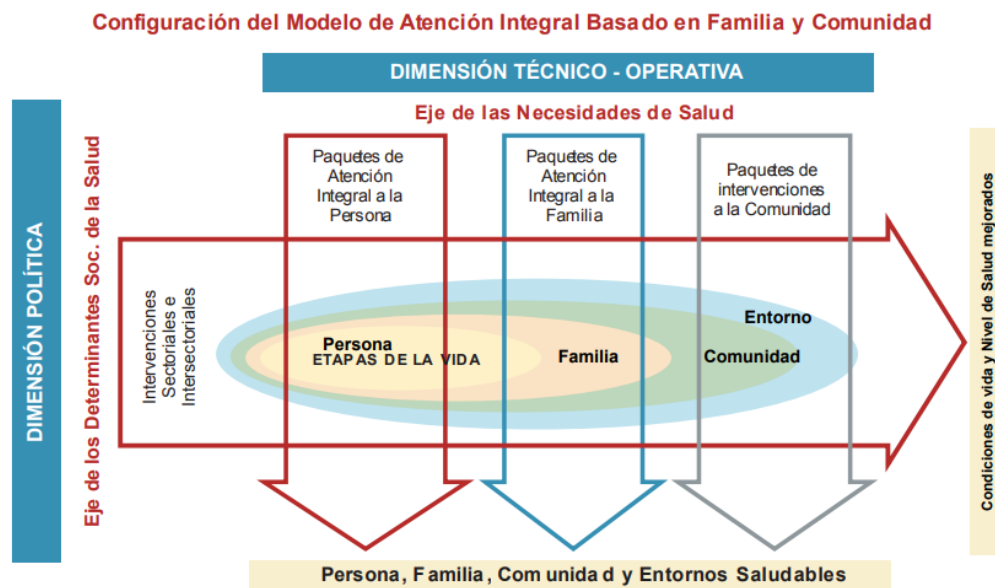 Configuración del Modelo de Atención Integral Basado en Familia y Comunidad
DIMENSIÓN TÉCNICO - OPERATIVA
Eje de las Necesidades de Salud
DIMENSIÓN POLÍTICA
Eje de los Determinantes Soc. de la Salud
Paquetes de
Atención
Integral a la
Persona
Paquetes de
Atención
Integral a la
Familia
Paquetes de
intervenciones
a la Comunidad
Intervenciones
Sectoriales e
Intersectoriales
Entorno
Persona
ETAPAS DE LA VIDA
Familia
Comunidad
Condiciones de vida y Nivel de Salud mejorados
Persona, Familia, Comunidad y Entornos Saludables